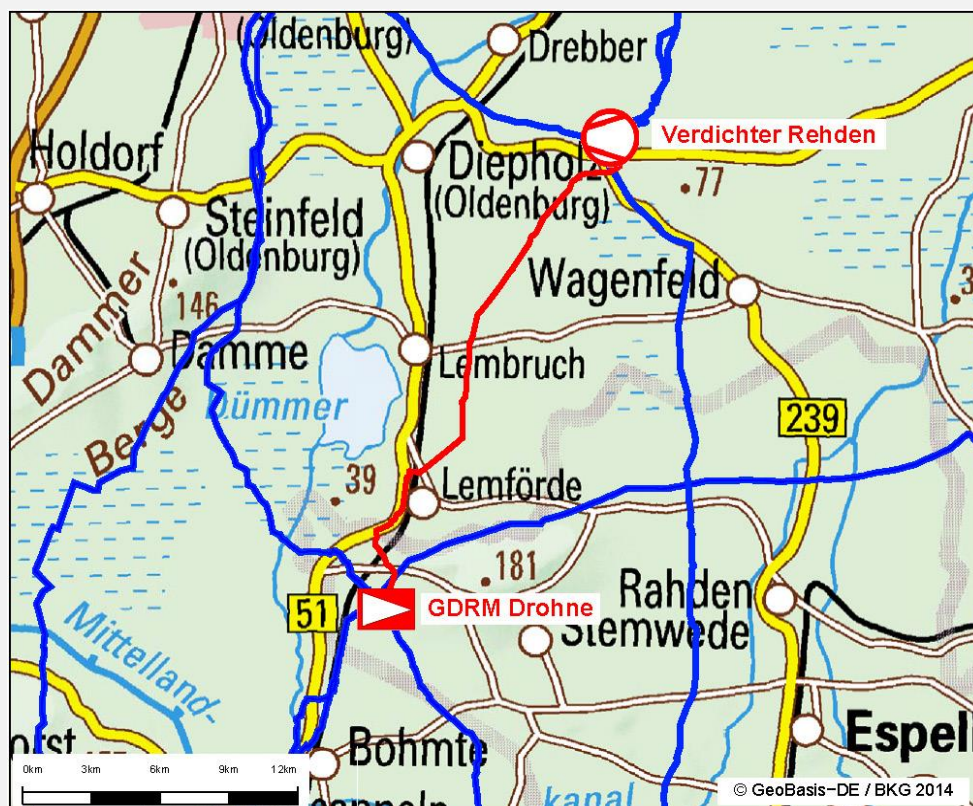 (Oldenburg)
Drebber
Verdichter Rehden
Holdorf
Diepholz
(Oldenburg)
77
Steinfeld
(Oldenburg)
Wagenfeld
146
Dammer
Berge
Damme
Lembruch
Dümmer
239
39
Lemförde
181
Rahden
GDRM Drohne
51
Stemwede
Mittelland-
Bohmte
kanal
0km 3km 6km 9km 12km
© GeoBasis-DE / BKG 2014